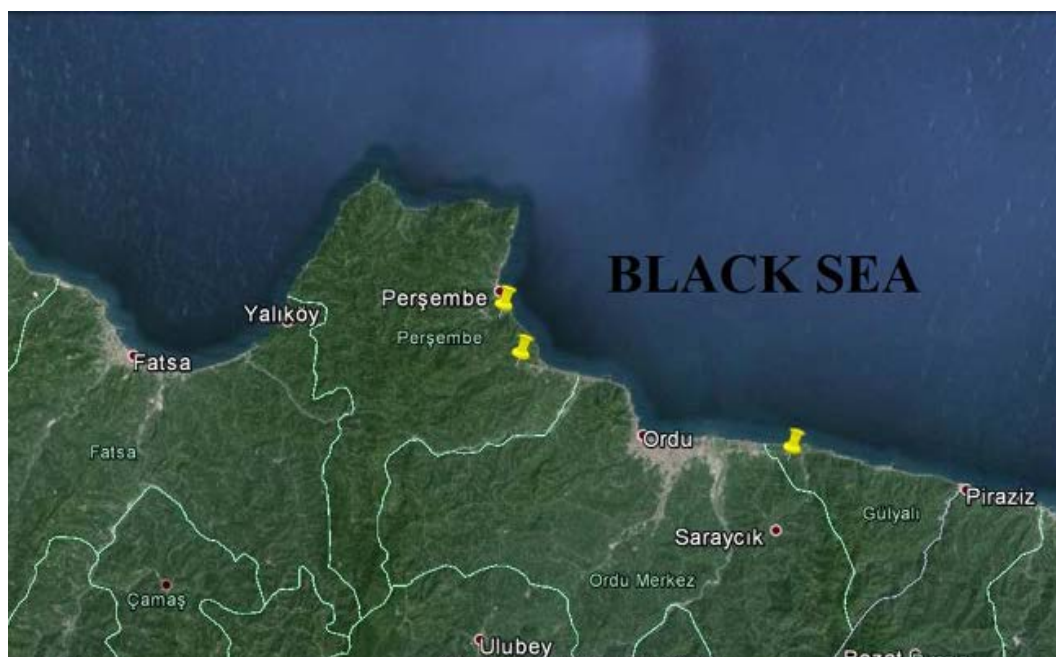 BLACK SEA
Perşembe
Yalıköy
Perşembe
Fatsa
Ordu
Fatsa
Piraziz
Gülyalı
Saraycık
Ordu Merkez
Çamaş
Ulubey